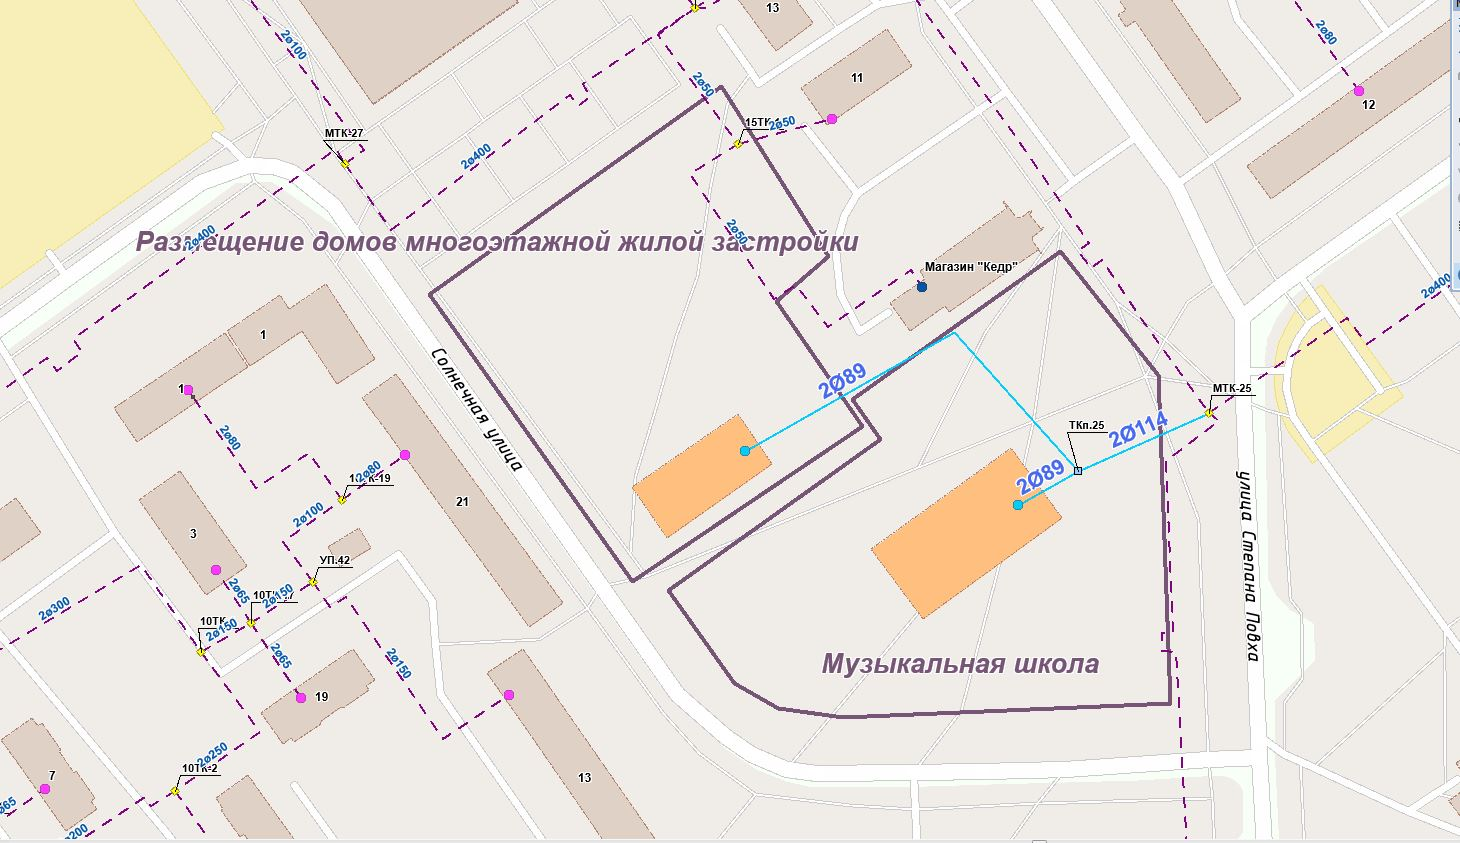 13
2ø100
2ø50
11
2ø80
12
15ТК-1
2ø50
МТК-27
2ø400
2ø400
2ø400
2ø50
Размещение домов многоэтажной жилой застройки
Магазин "Кедр"
1
1
Солнечная улица
2Ø89
МТК-25
ТКп.25
2Ø114
2Ø89
2ø80
2ø80
21
2ø100
3
УП.42
2ø65
2ø150
10ТК
2ø150
2ø300
2ø65
2ø150
улица Степана Повха
Музыкальная школа
19
2ø250
10ТК-2
7
13
2ø65
2ø200